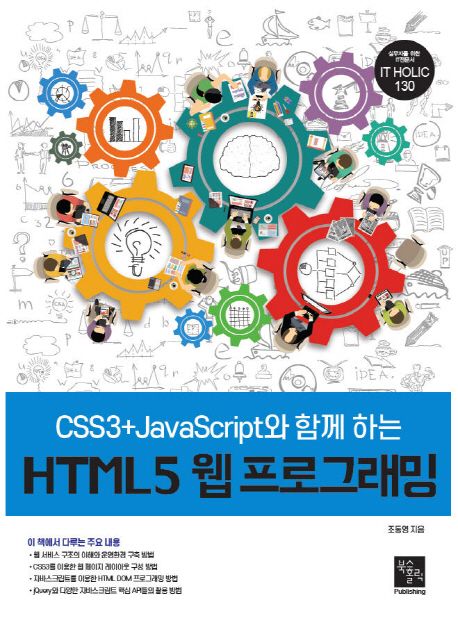 실무자를 위한
IT전문서
IT HOLIC
130
CSS3+JavaScript와 함께 하는
HTML5 웹 프로그래밍
조동영 지음
이 책에서 다루는 주요 내용
• 웹 서비스 구조의 이해와 운영환경 구축 방법
• CSS3를 이용한 웹 페이지 레이아웃 구성 방법
• 자바스크립트를 이용한 HTML DOM 프로그래밍 방법
• jQuery와 다양한 자바스크립트 핵심 API들의 활용 방법
북스홀릭
Publishing
IDEA
iDEA